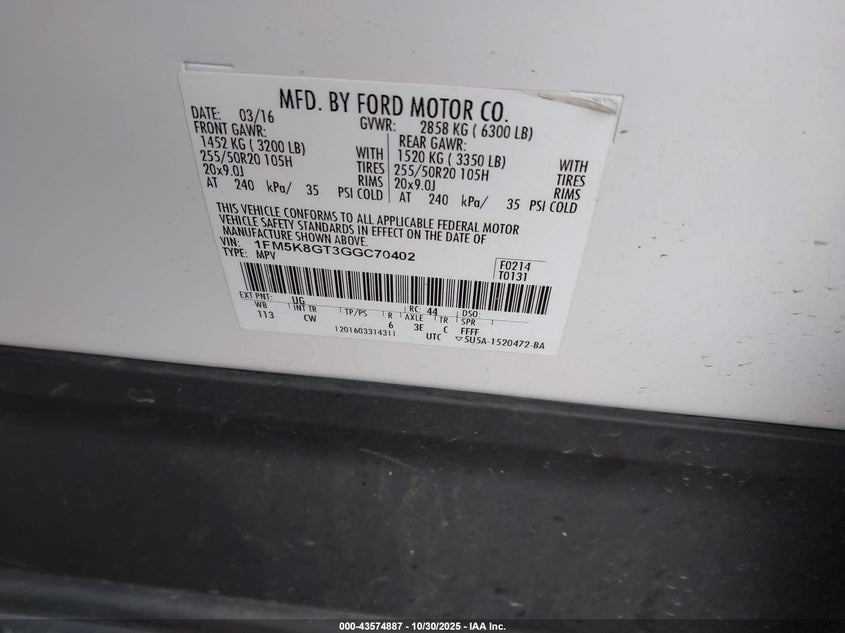 MFD. BY FORD MOTOR CO.
DATE: 03/16 GVWR: 2858 KG ( 6300 LB)
FRONT GAWR: REAR GAWR:
1452 KG ( 3200 LB) WITH 1520 KG ( 3350 LB) WITH
255/50R20 105H TIRES 255/50R20 105H TIRES
20x9.0J RIMS 20x9.0J RIMS
AT 240 kPa/ 35 PSI COLD AT 240 kPa/ 35 PSI COLD
THIS VEHICLE CONFORMS TO ALL APPLICABLE FEDERAL MOTOR
VEHICLE SAFETY STANDARDS IN EFFECT ON THE DATE OF
MANUFACTURE SHOWN ABOVE.
VIN: 1FM5K8GT3GGC70402
TYPE: MPV
F0214
T0131
EXT PNT: UG RC: 44 DSO:
WB INT TR TP/PS R AXLE TR SPR
113 CW 6 3E C FFFF
1201603314311 UTC ▽5U5A-1520472-BA
000-43574887 • 10/30/2025 - IAA Inc.